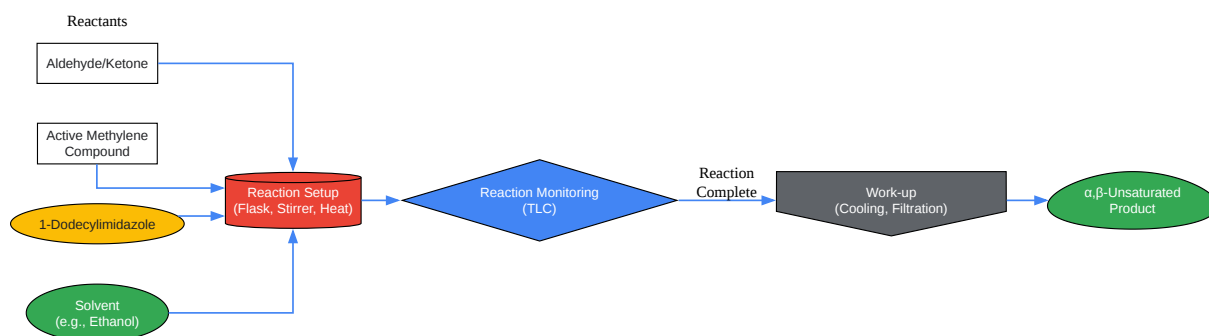 Reactants
Aldehyde/Ketone
Active Methylene
Compound
1-Dodecylimidazole
Solvent
(e.g., Ethanol)
Reaction Setup
(Flask, Stirrer, Heat)
Reaction Monitoring
(TLC)
Reaction
Complete
Work-up
(Cooling, Filtration)
α,β-Unsaturated
Product